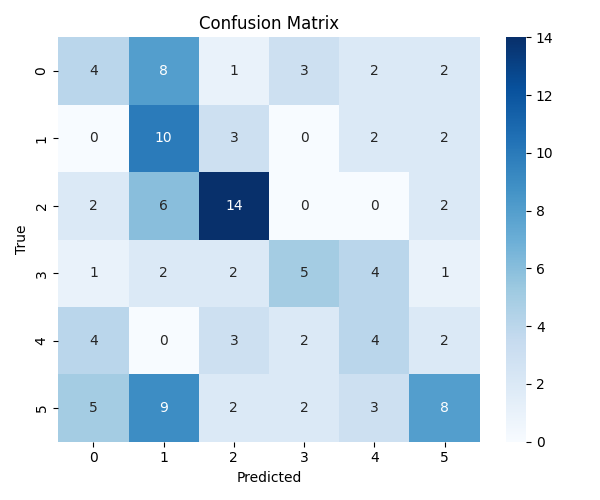 Confusion Matrix
True
0 4 8 1 3 2 2
1 0 10 3 0 2 2
2 2 6 14 0 0 2
3 1 2 2 5 4 1
4 4 0 3 2 4 2
5 5 9 2 2 3 8
0 1 2 3 4 5
Predicted
14
12
10
8
6
4
2
0